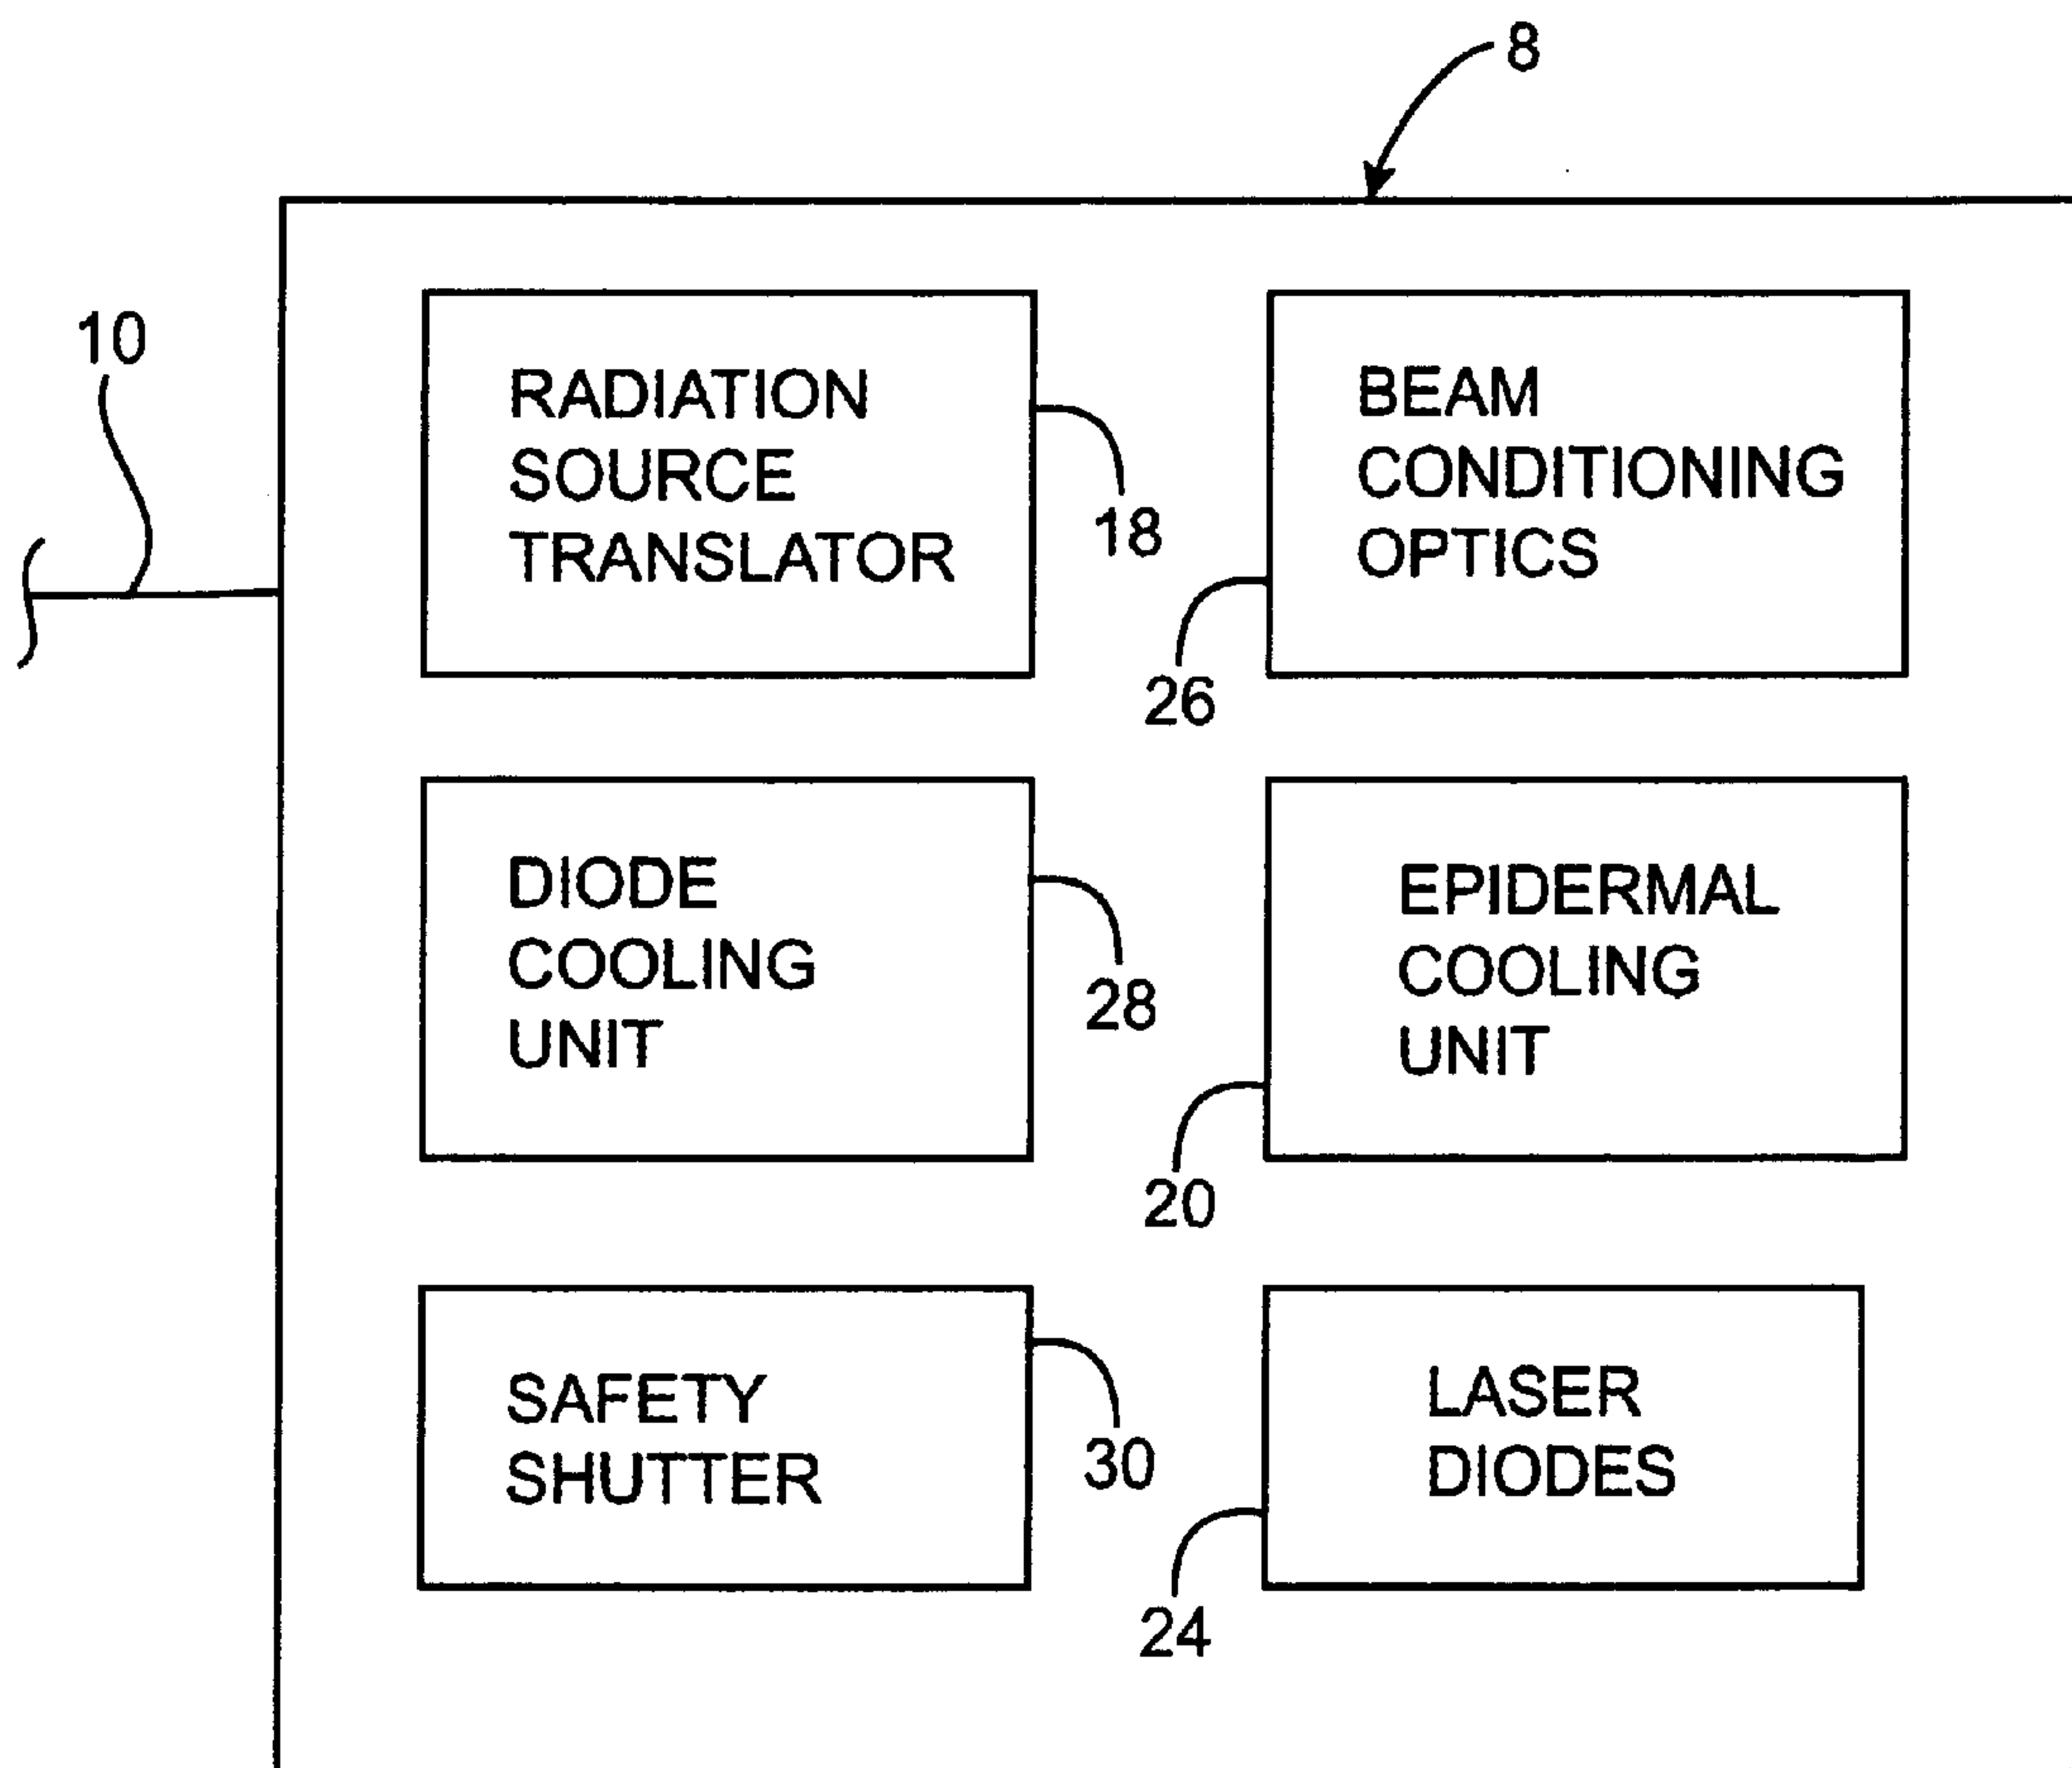 8
10
RADIATION
SOURCE
TRANSLATOR
18
BEAM
CONDITIONING
OPTICS
26
DIODE
COOLING
UNIT
28
EPIDERMAL
COOLING
UNIT
20
SAFETY
SHUTTER
30
LASER
DIODES
24